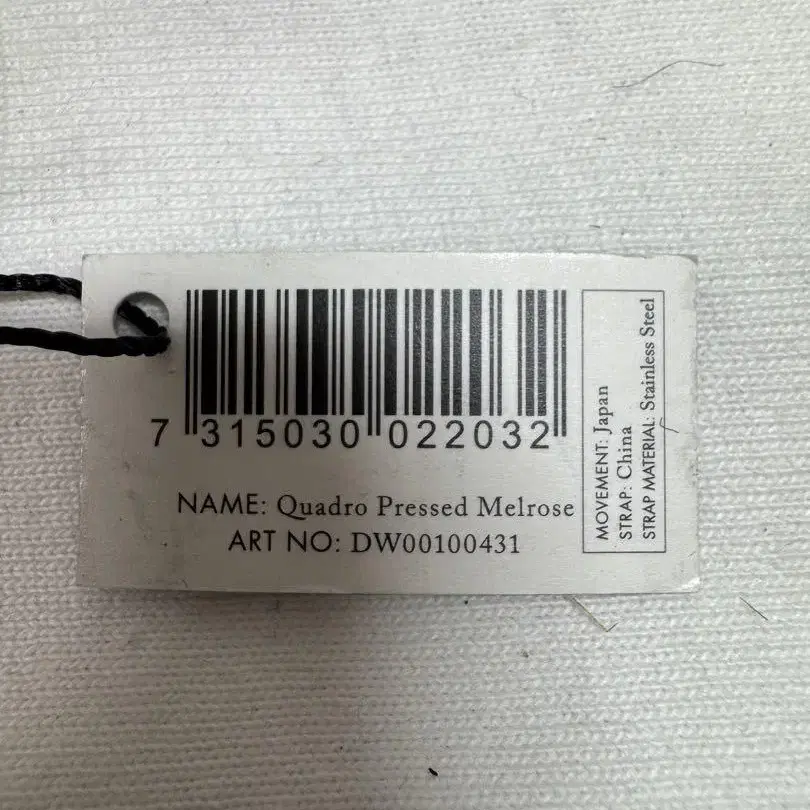 7 315030 022032
NAME: Quadro Pressed Melrose
ART NO: DW00100431
MOVEMENT: Japan
STRAP: China
STRAP MATERIAL: Stainless Steel